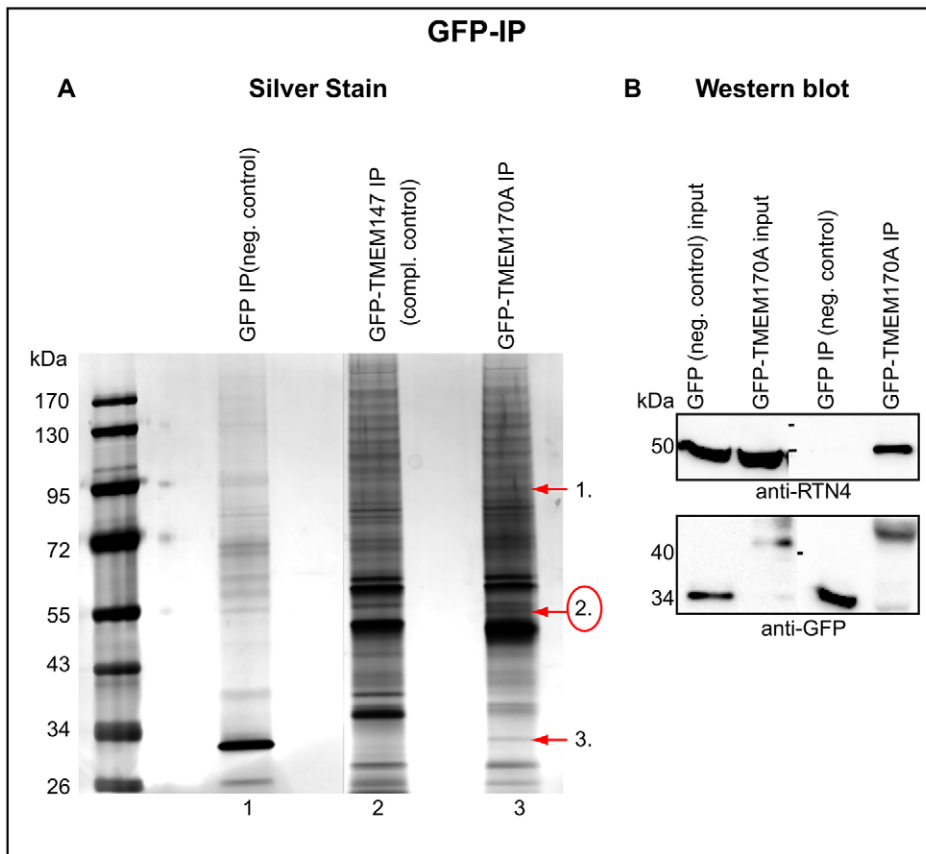 GFP-IP
A
Silver Stain
GFP IP(neg. control)
GFP-TMEM147 IP
(compl. control)
GFP-TMEM170A IP
kDa
170
130
95
72
55
43
34
26
1.
2.
3.
1
2
3
B
Western blot
GFP (neg. control) input
GFP-TMEM170A input
GFP IP (neg. control)
GFP-TMEM170A IP
kDa
50
anti-RTN4
40
34
anti-GFP